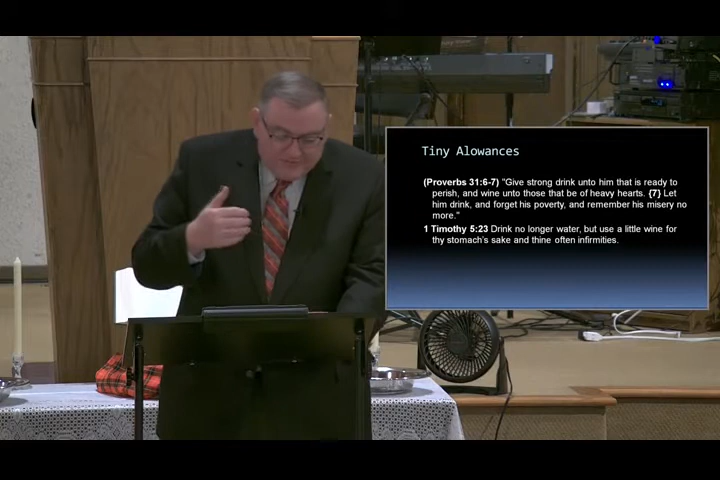 Tiny Alowances
(Proverbs 31:6-7) "Give strong drink unto him that is ready to
perish, and wine unto those that be of heavy hearts. {7} Let
him drink, and forget his poverty, and remember his misery no
more."
1 Timothy 5:23 Drink no longer water, but use a little wine for
thy stomach's sake and thine often infirmities.